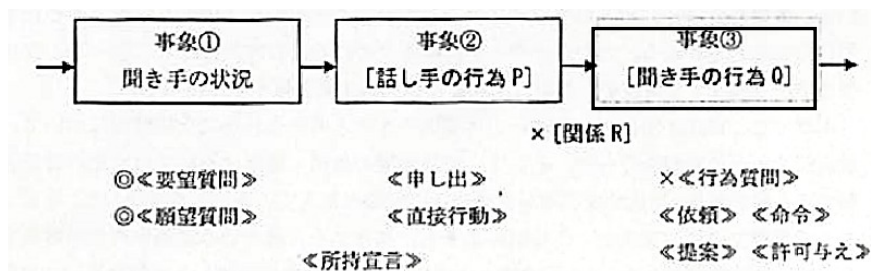 事象① 事象② 事象③
聞き手の状況 [話し手の行為 P] [聞き手の行為 Q]
× [関係 R]
◎≪要望質問≫ ≪申し出≫ ×≪行為質問≫
◎≪願望質問≫ ≪直接行動≫ ≪依頼≫ ≪命令≫
≪所持宣言≫ ≪提案≫ ≪許可与え≫